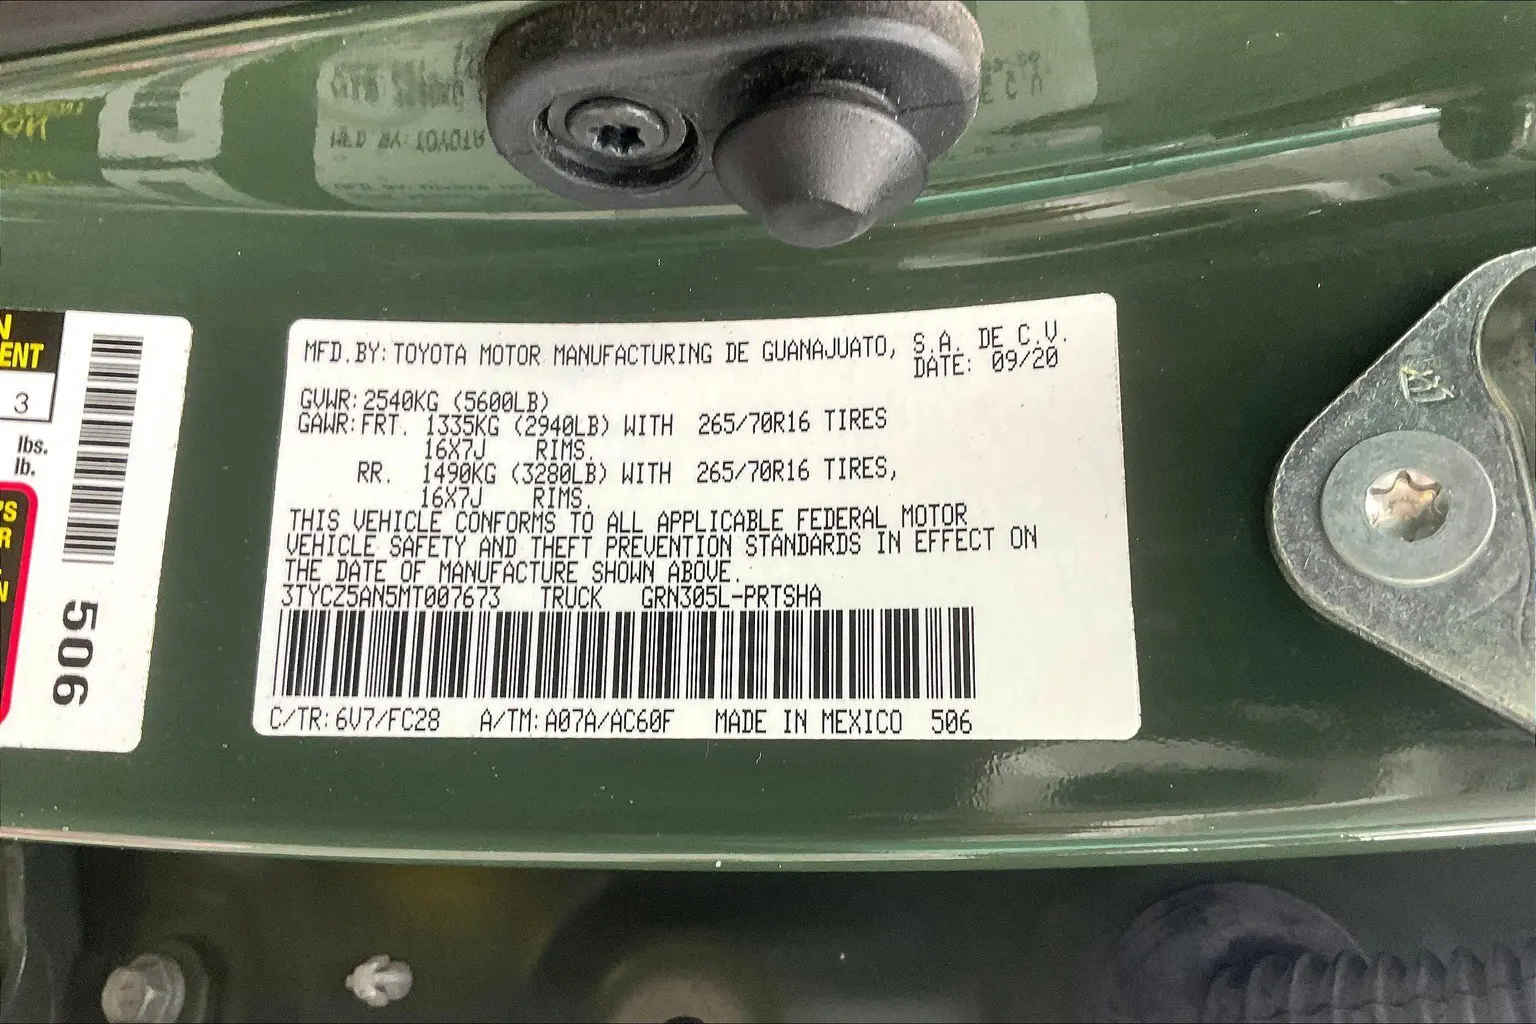 MFD.BY: TOYOTA MOTOR MANUFACTURING DE GUANAJUATO, S.A. DE C.V.
DATE: 09/20
GVWR: 2540KG (5600LB)
GAWR: FRT. 1335KG (2940LB) WITH 265/70R16 TIRES
16X7J RIMS.
RR. 1490KG (3280LB) WITH 265/70R16 TIRES,
16X7J RIMS.
THIS VEHICLE CONFORMS TO ALL APPLICABLE FEDERAL MOTOR
VEHICLE SAFETY AND THEFT PREVENTION STANDARDS IN EFFECT ON
THE DATE OF MANUFACTURE SHOWN ABOVE.
3TYCZ5AN5MT007673 TRUCK GRN305L-PRTSHA
C/TR: 6V7/FC28 A/TM: A07A/AC60F MADE IN MEXICO 506
3
lbs.
lb.
506